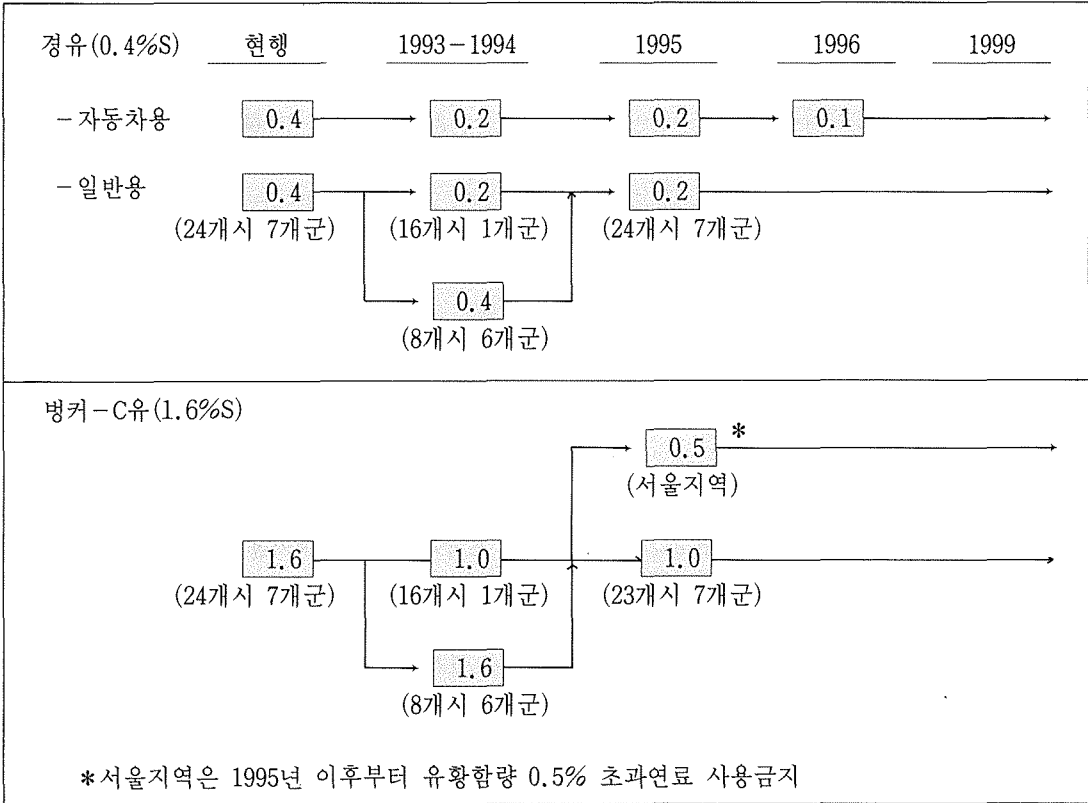 경유(0.4%S) 현행 1993-1994 1995 1996 1999
-자동차용 0.4 0.2 0.2 0.1
-일반용 0.4 0.2 0.2
(24개시 7개군) (16개시 1개군) (24개시 7개군)
0.4
(8개시 6개군)
벙커-C유(1.6%S)
0.5 *
(서울지역)
1.6 1.0 1.0
(24개시 7개군) (16개시 1개군) (23개시 7개군)
1.6
(8개시 6개군)
*서울지역은 1995년 이후부터 유황함량 0.5% 초과연료 사용금지